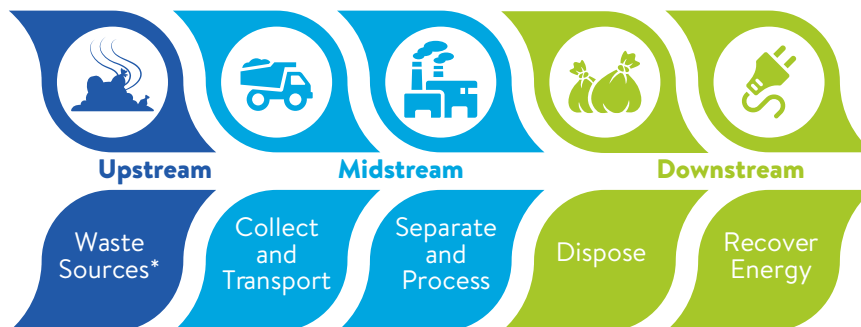 Upstream
Midstream
Downstream
Waste
Sources*
Collect
and
Transport
Separate
and
Process
Dispose
Recover
Energy